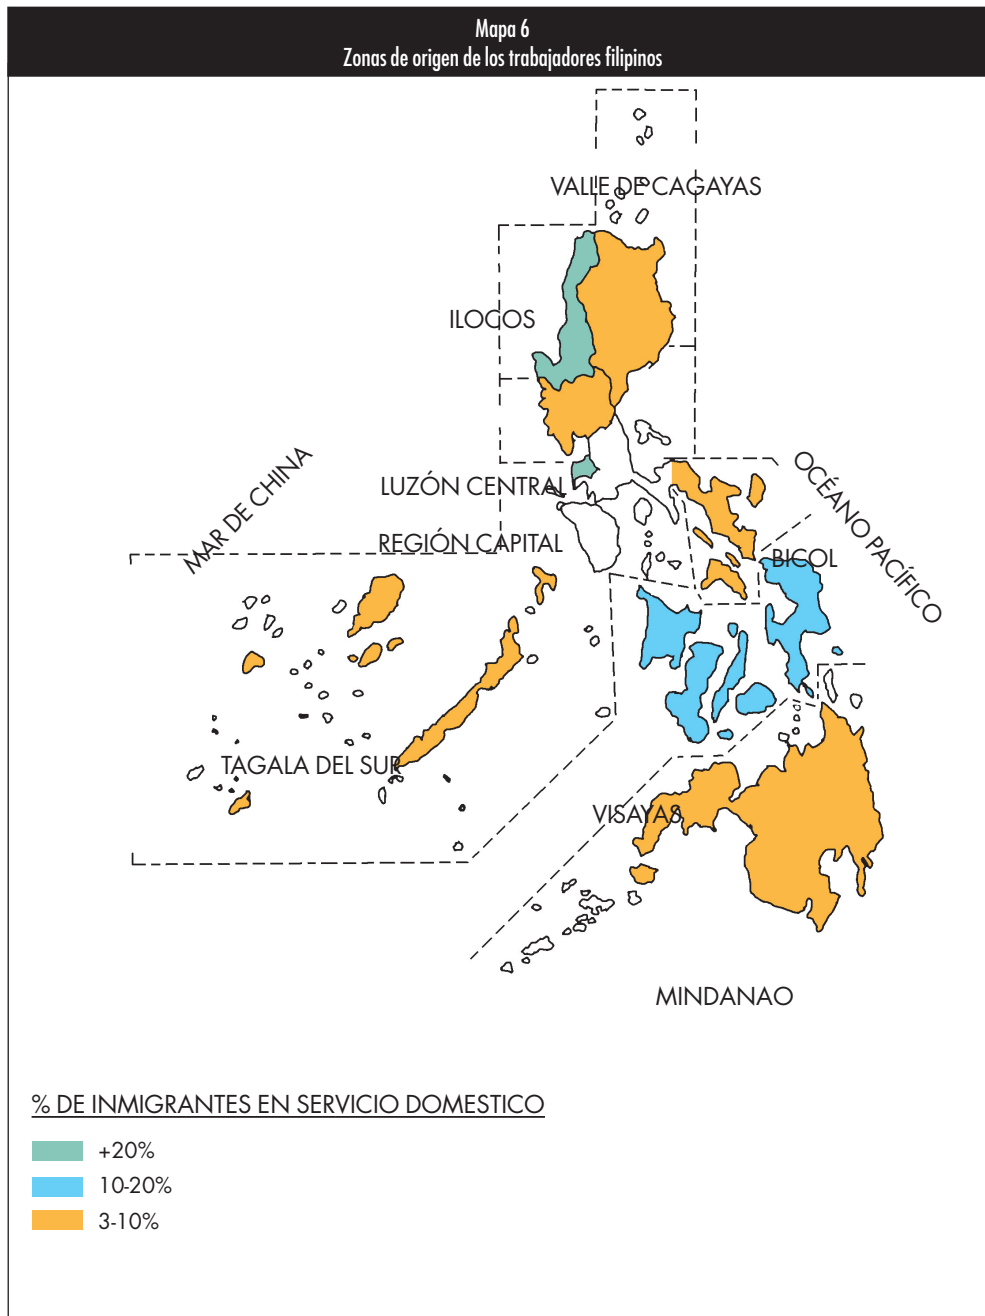 Mapa 6
Zonas de origen de los trabajadores filipinos
VALLE DE CAGAYAS
ILOCOS
MAR DE CHINA
LUZÓN CENTRAL
OCÉANO PACÍFICO
REGIÓN CAPITAL
BICOL
TAGALA DEL SUR
VISAYAS
MINDANAO
% DE INMIGRANTES EN SERVICIO DOMESTICO
+20%
10-20%
3-10%